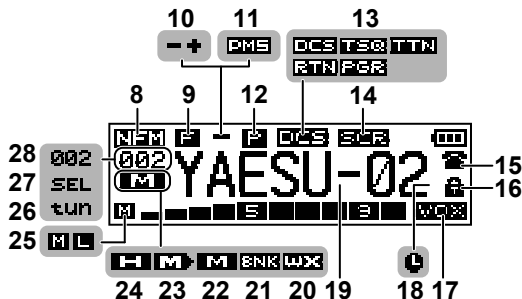 10 11 13
- + PMS DCS TSQ TTN
RTN PGR
8 9 12 14
NFM P - P DCS SCR
28 002 002 YAESU-02 15
27 SEL M 16
26 tun M S 9 VOX
25 M L
H M M BNK WX
24 23 22 21 20 19 18 17